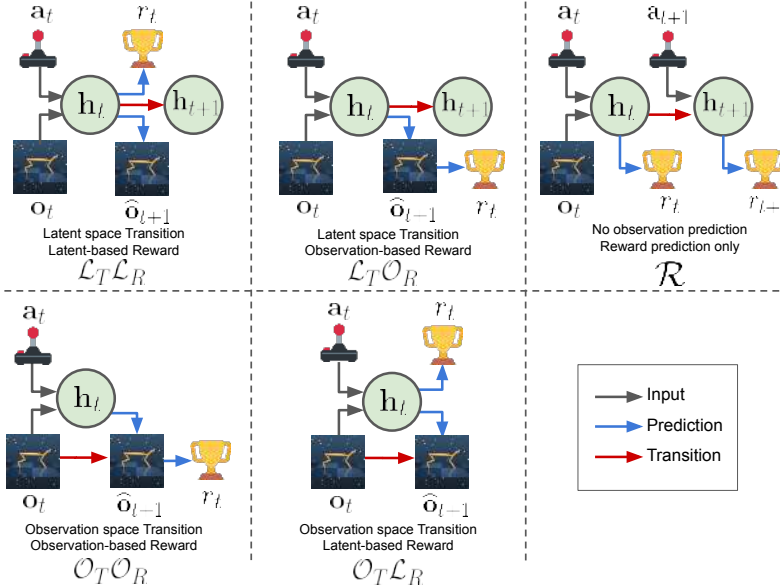 a_t r_t
h_t h_{t+1}
o_t ô_{t+1}
Latent space Transition
Latent-based Reward
ℒ_T ℒ_R
a_t
h_t h_{t+1}
o_t ô_{t-1} r_t
Latent space Transition
Observation-based Reward
ℒ_T 𝒪_R
a_t a_{t+1}
h_t h_{t+1}
o_t r_t r_{t+
No observation prediction
Reward prediction only
ℛ
a_t
h_t
o_t ô_{t-1} r_t
Observation space Transition
Observation-based Reward
𝒪_T 𝒪_R
a_t r_t
h_t
o_t ô_{t-1}
Observation space Transition
Latent-based Reward
𝒪_T ℒ_R
Input
Prediction
Transition